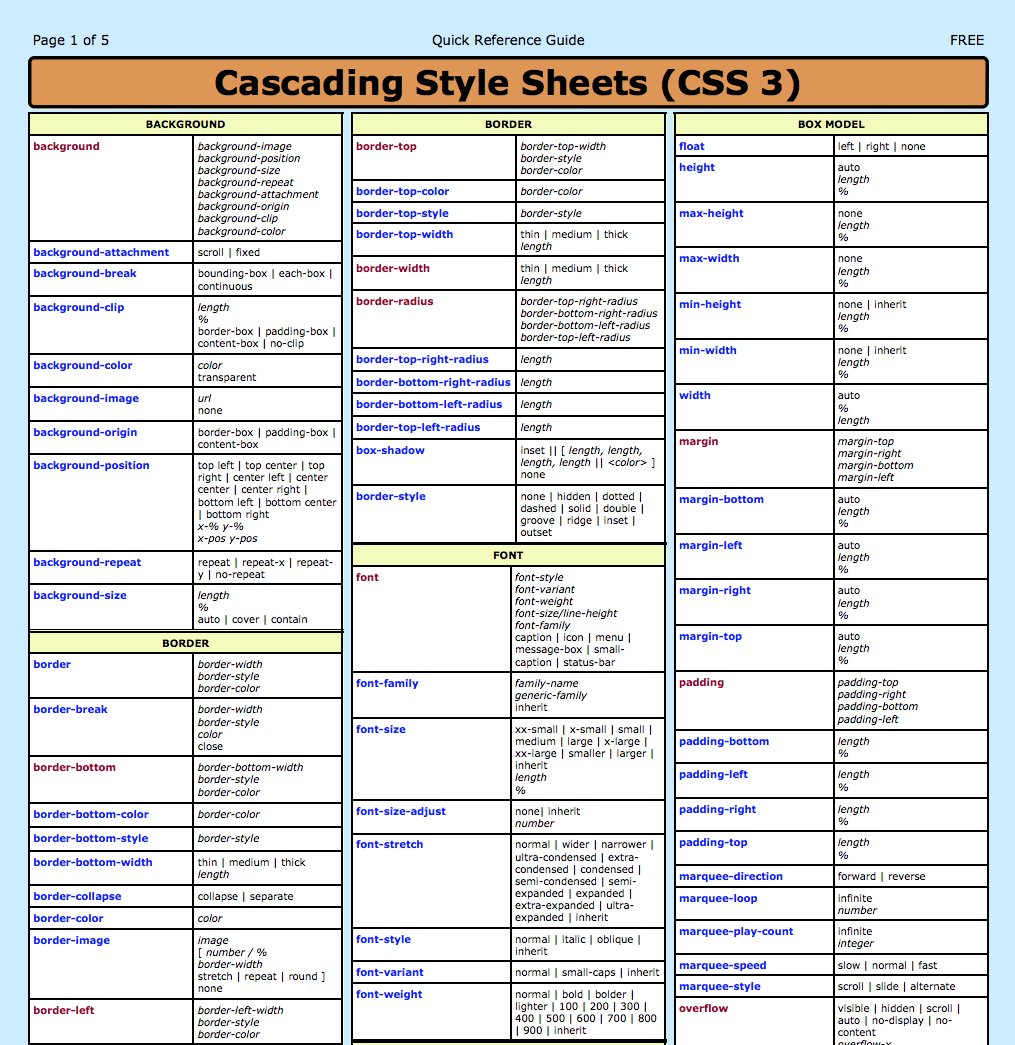 Page 1 of 5
Quick Reference Guide
FREE
Cascading Style Sheets (CSS 3)
BACKGROUND
background
background-image
background-position
background-size
background-repeat
background-attachment
background-origin
background-clip
background-color
background-attachment
scroll | fixed
background-break
bounding-box | each-box |
continuous
background-clip
length
%
border-box | padding-box |
content-box | no-clip
background-color
color
transparent
background-image
url
none
background-origin
border-box | padding-box |
content-box
background-position
top left | top center | top
right | center left | center
center | center right |
bottom left | bottom center
| bottom right
x-% y-%
x-pos y-pos
background-repeat
repeat | repeat-x | repeat-
y | no-repeat
background-size
length
%
auto | cover | contain
BORDER
border
border-width
border-style
border-color
border-break
border-width
border-style
color
close
border-bottom
border-bottom-width
border-style
border-color
border-bottom-color
border-color
border-bottom-style
border-style
border-bottom-width
thin | medium | thick
length
border-collapse
collapse | separate
border-color
color
border-image
image
[ number / %
border-width
stretch | repeat | round ]
none
border-left
border-left-width
border-style
border-color
BORDER
border-top
border-top-width
border-style
border-color
border-top-color
border-color
border-top-style
border-style
border-top-width
thin | medium | thick
length
border-width
thin | medium | thick
length
border-radius
border-top-right-radius
border-bottom-right-radius
border-bottom-left-radius
border-top-left-radius
border-top-right-radius
length
border-bottom-right-radius
length
border-bottom-left-radius
length
border-top-left-radius
length
box-shadow
inset || [ length, length,
length, length || <color> ]
none
border-style
none | hidden | dotted |
dashed | solid | double |
groove | ridge | inset |
outset
FONT
font
font-style
font-variant
font-weight
font-size/line-height
font-family
caption | icon | menu |
message-box | small-
caption | status-bar
font-family
family-name
generic-family
inherit
font-size
xx-small | x-small | small |
medium | large | x-large |
xx-large | smaller | larger |
inherit
length
%
font-size-adjust
none| inherit
number
font-stretch
normal | wider | narrower |
ultra-condensed | extra-
condensed | condensed |
semi-condensed | semi-
expanded | expanded |
extra-expanded | ultra-
expanded | inherit
font-style
normal | italic | oblique |
inherit
font-variant
normal | small-caps | inherit
font-weight
normal | bold | bolder |
lighter | 100 | 200 | 300 |
400 | 500 | 600 | 700 | 800
| 900 | inherit
BOX MODEL
float
left | right | none
height
auto
length
%
max-height
none
length
%
max-width
none
length
%
min-height
none | inherit
length
%
min-width
none | inherit
length
%
width
auto
%
length
margin
margin-top
margin-right
margin-bottom
margin-left
margin-bottom
auto
length
%
margin-left
auto
length
%
margin-right
auto
length
%
margin-top
auto
length
%
padding
padding-top
padding-right
padding-bottom
padding-left
padding-bottom
length
%
padding-left
length
%
padding-right
length
%
padding-top
length
%
marquee-direction
forward | reverse
marquee-loop
infinite
number
marquee-play-count
infinite
integer
marquee-speed
slow | normal | fast
marquee-style
scroll | slide | alternate
overflow
visible | hidden | scroll |
auto | no-display | no-
content
overflow-x